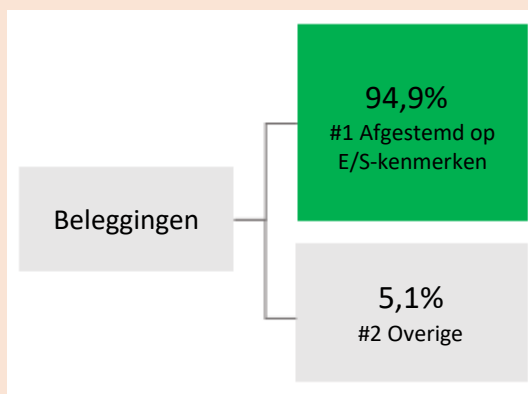 94,9%
#1 Afgestemd op
E/S-kenmerken
Beleggingen
5,1%
#2 Overige